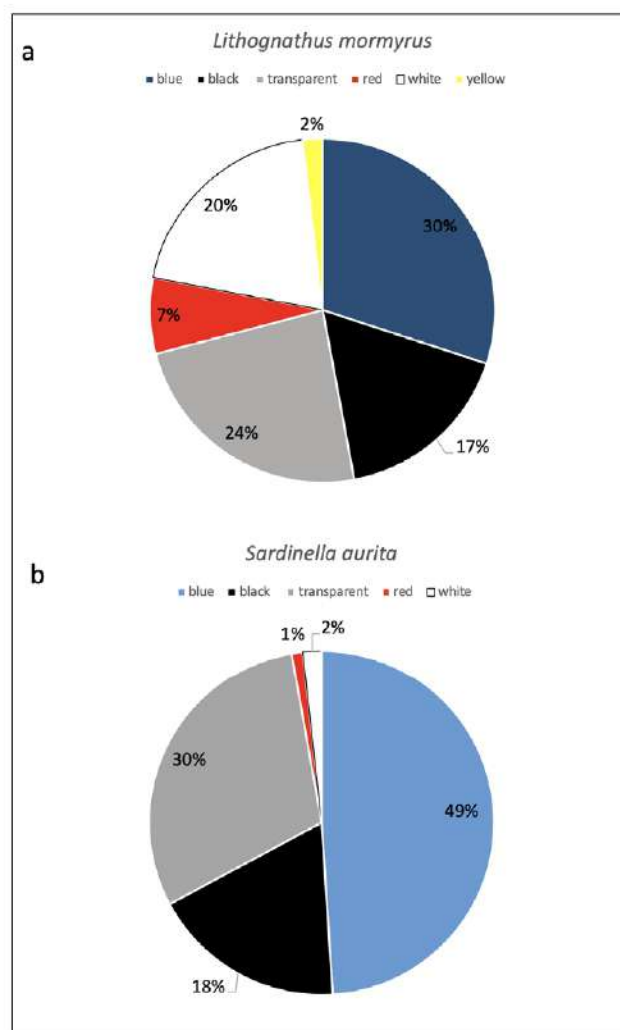 a
Lithognathus mormyrus
blue black transparent red white yellow
2%
20%
30%
7%
24%
17%
b
Sardinella aurita
blue black transparent red white
1% 2%
30%
49%
18%